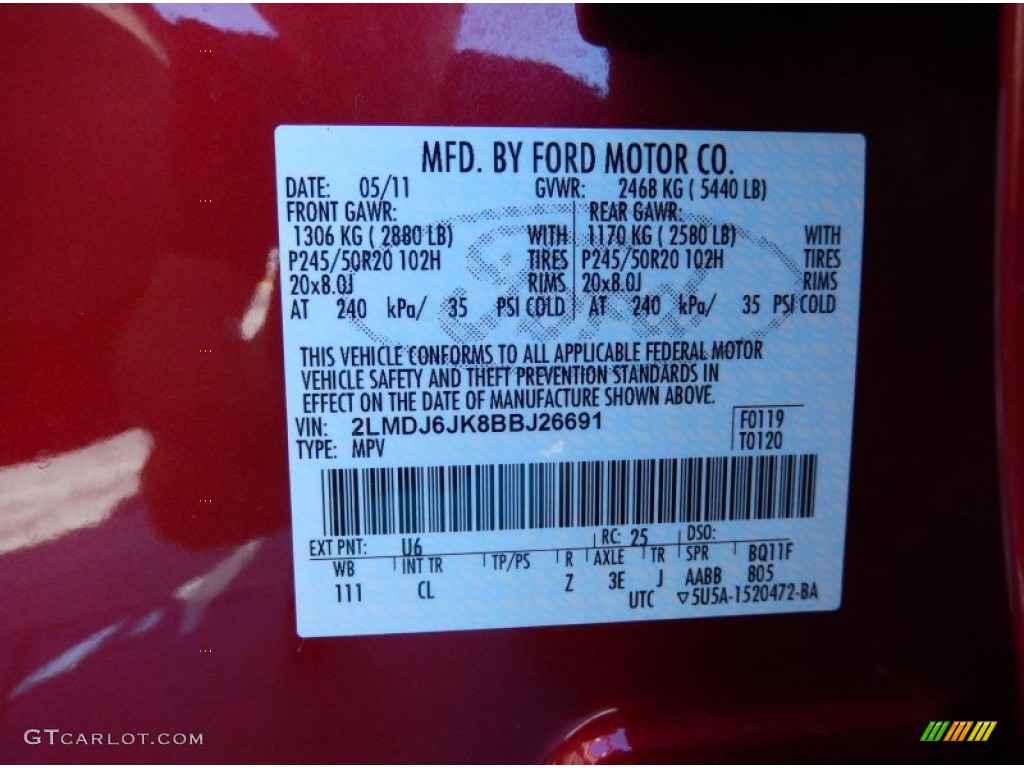 MFD. BY FORD MOTOR CO.
DATE: 05/11 GVWR: 2468 KG ( 5440 LB)
FRONT GAWR: REAR GAWR:
1306 KG ( 2880 LB) WITH 1170 KG ( 2580 LB) WITH
P245/50R20 102H TIRES P245/50R20 102H TIRES
20x8.0J RIMS 20x8.0J RIMS
AT 240 kPa/ 35 PSI COLD AT 240 kPa/ 35 PSI COLD
THIS VEHICLE CONFORMS TO ALL APPLICABLE FEDERAL MOTOR
VEHICLE SAFETY AND THEFT PREVENTION STANDARDS IN
EFFECT ON THE DATE OF MANUFACTURE SHOWN ABOVE.
VIN: 2LMDJ6JK8BBJ26691 F0119
TYPE: MPV T0120
EXT PNT: U6 RC: 25 DSO:
WB INT TR TP/PS R AXLE TR SPR BQ11F
111 CL Z 3E J AABB 805
UTC ▽5U5A-1520472-BA
GTCARLOT.COM